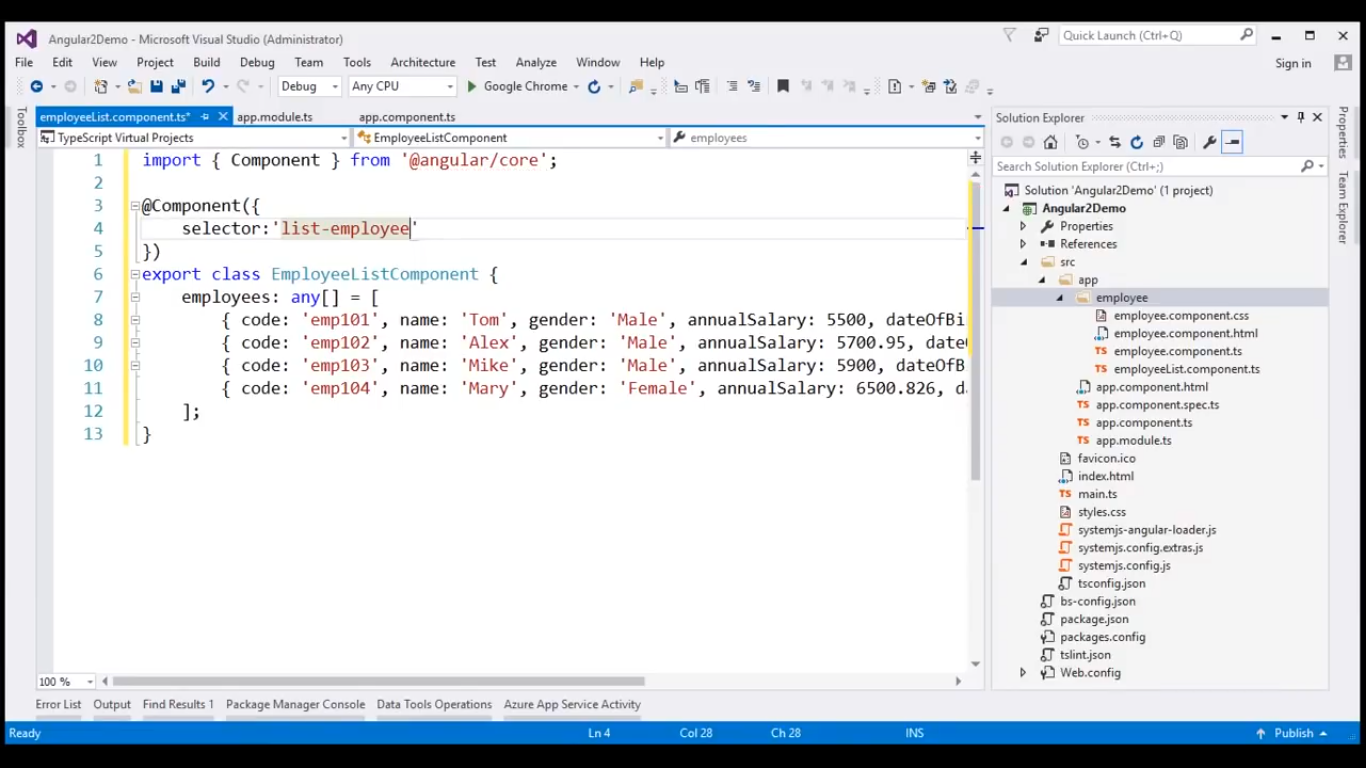 Angular2Demo - Microsoft Visual Studio (Administrator)
Quick Launch (Ctrl+Q)
File Edit View Project Build Debug Team Tools Architecture Test Analyze Window Help
Sign in
Debug Any CPU Google Chrome
Toolbox
employeeList.component.ts* app.module.ts app.component.ts
TypeScript Virtual Projects EmployeeListComponent employees
1 import { Component } from '@angular/core';
2
3 @Component({
4 selector:'list-employee'
5 })
6 export class EmployeeListComponent {
7 employees: any[] = [
8 { code: 'emp101', name: 'Tom', gender: 'Male', annualSalary: 5500, dateOfBi
9 { code: 'emp102', name: 'Alex', gender: 'Male', annualSalary: 5700.95, date
10 { code: 'emp103', name: 'Mike', gender: 'Male', annualSalary: 5900, dateOfB
11 { code: 'emp104', name: 'Mary', gender: 'Female', annualSalary: 6500.826, d
12 ];
13 }
100 %
Solution Explorer
Search Solution Explorer (Ctrl+;)
Solution 'Angular2Demo' (1 project)
Angular2Demo
Properties
References
src
app
employee
employee.component.css
employee.component.html
employee.component.ts
employeeList.component.ts
app.component.html
app.component.spec.ts
app.component.ts
app.module.ts
favicon.ico
index.html
main.ts
styles.css
systemjs-angular-loader.js
systemjs.config.extras.js
systemjs.config.js
tsconfig.json
bs-config.json
package.json
packages.config
tslint.json
Web.config
Properties
Team Explorer
Error List Output Find Results 1 Package Manager Console Data Tools Operations Azure App Service Activity
Ready Ln 4 Col 28 Ch 28 INS Publish